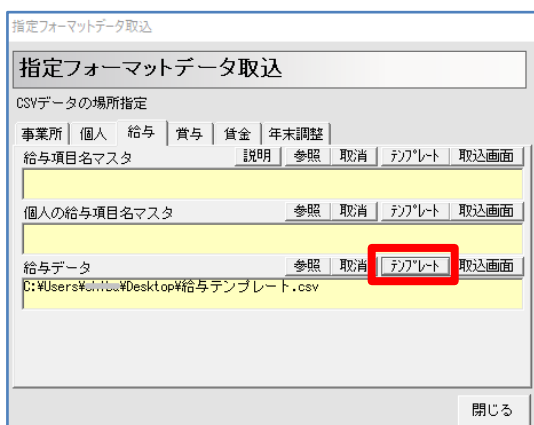 指定フォーマットデータ取込
指定フォーマットデータ取込
CSVデータの場所指定
事業所 個人 給与 賞与 賃金 年末調整
給与項目名マスタ 説明 参照 取消 ﾃﾝﾌﾟﾚｰﾄ 取込画面
個人の給与項目名マスタ 参照 取消 ﾃﾝﾌﾟﾚｰﾄ 取込画面
給与データ 参照 取消 ﾃﾝﾌﾟﾚｰﾄ 取込画面
C:¥Users¥ ¥Desktop¥給与テンプレート.csv
閉じる